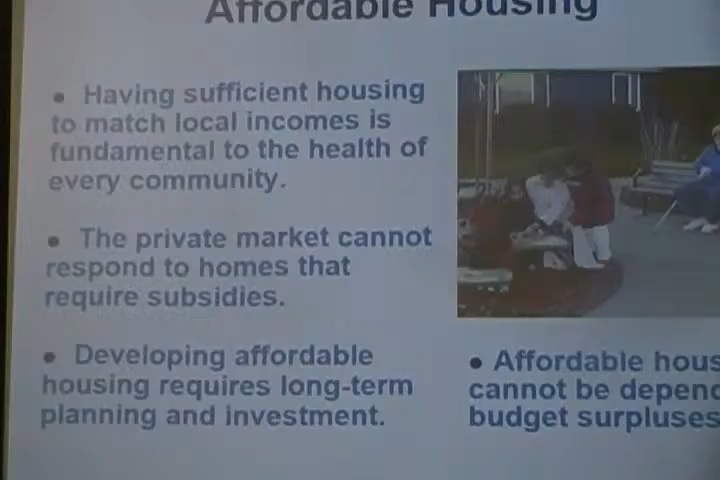 Affordable Housing
• Having sufficient housing
to match local incomes is
fundamental to the health of
every community.
• The private market cannot
respond to homes that
require subsidies.
• Developing affordable
housing requires long-term
planning and investment.
• Affordable hous
cannot be depend
budget surpluses